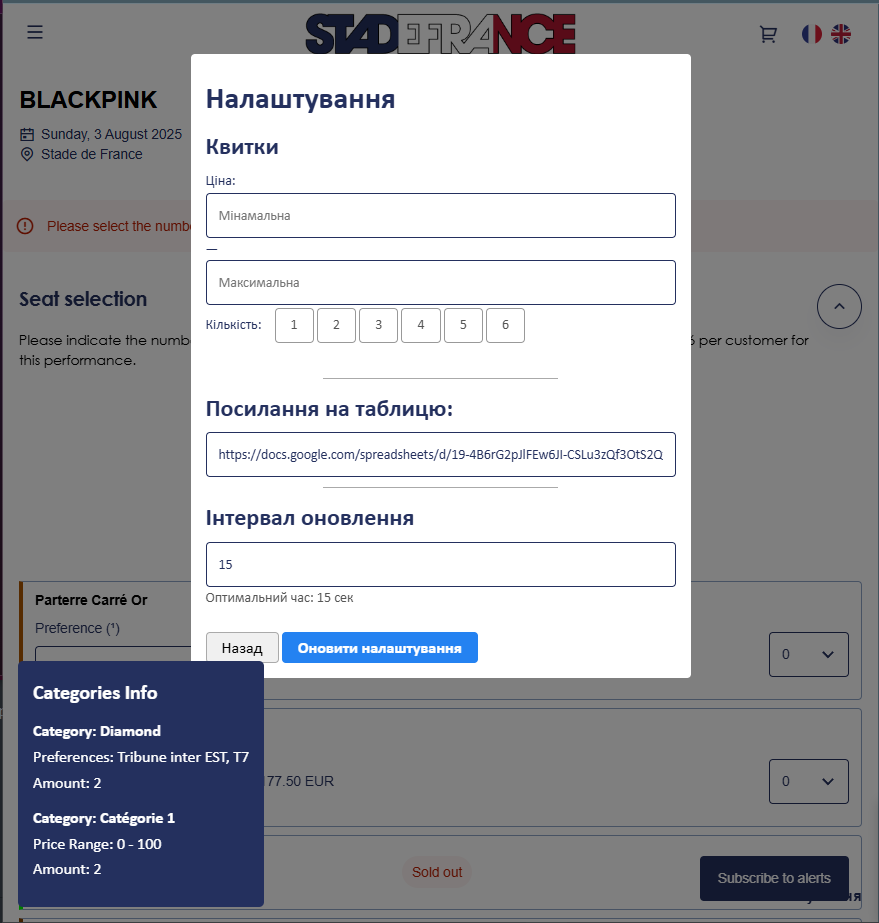 STADEFRANCE
BLACKPINK
Sunday, 3 August 2025
Stade de France
Please select the numb
Seat selection
Please indicate the numb
6 per customer for
this performance.
Налаштування
Квитки
Ціна:
Мінамальна
—
Максимальна
Кількість: 1 2 3 4 5 6
Посилання на таблицю:
https://docs.google.com/spreadsheets/d/19-4B6rG2pJlFEw6JI-CSLu3zQf3OtS2Q
Інтервал оновлення
15
Оптимальний час: 15 сек
Назад Оновити налаштування
Parterre Carré Or
Preference (¹)
0
177.50 EUR
0
Sold out
Subscribe to alerts
Categories Info
Category: Diamond
Preferences: Tribune inter EST, T7
Amount: 2
Category: Catégorie 1
Price Range: 0 - 100
Amount: 2